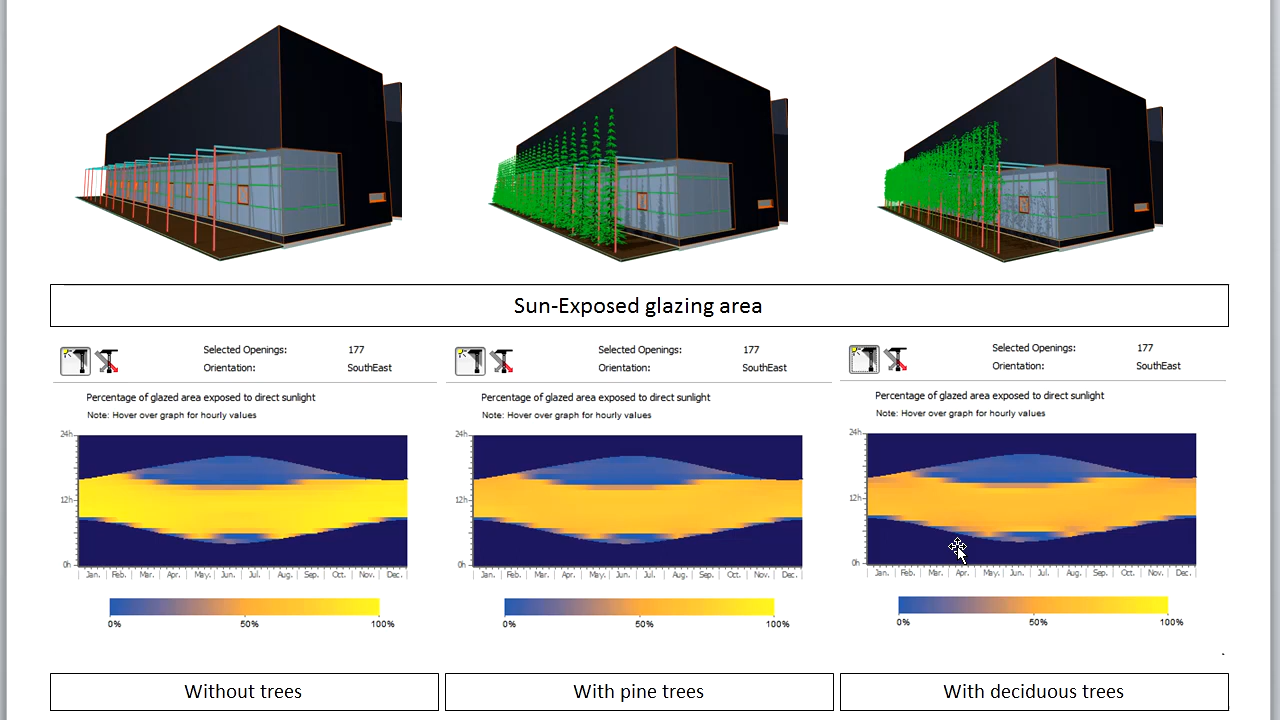 Sun-Exposed glazing area
Selected Openings: 177
Orientation: SouthEast
Percentage of glazed area exposed to direct sunlight
Note: Hover over graph for hourly values
24h
12h
0h
Jan. Feb. Mar. Apr. May. Jun. Jul. Aug. Sep. Oct. Nov. Dec.
0% 50% 100%
Without trees
Selected Openings: 177
Orientation: SouthEast
Percentage of glazed area exposed to direct sunlight
Note: Hover over graph for hourly values
24h
12h
0h
Jan. Feb. Mar. Apr. May. Jun. Jul. Aug. Sep. Oct. Nov. Dec.
0% 50% 100%
With pine trees
Selected Openings: 177
Orientation: SouthEast
Percentage of glazed area exposed to direct sunlight
Note: Hover over graph for hourly values
24h
12h
0h
Jan. Feb. Mar. Apr. May. Jun. Jul. Aug. Sep. Oct. Nov. Dec.
0% 50% 100%
With deciduous trees